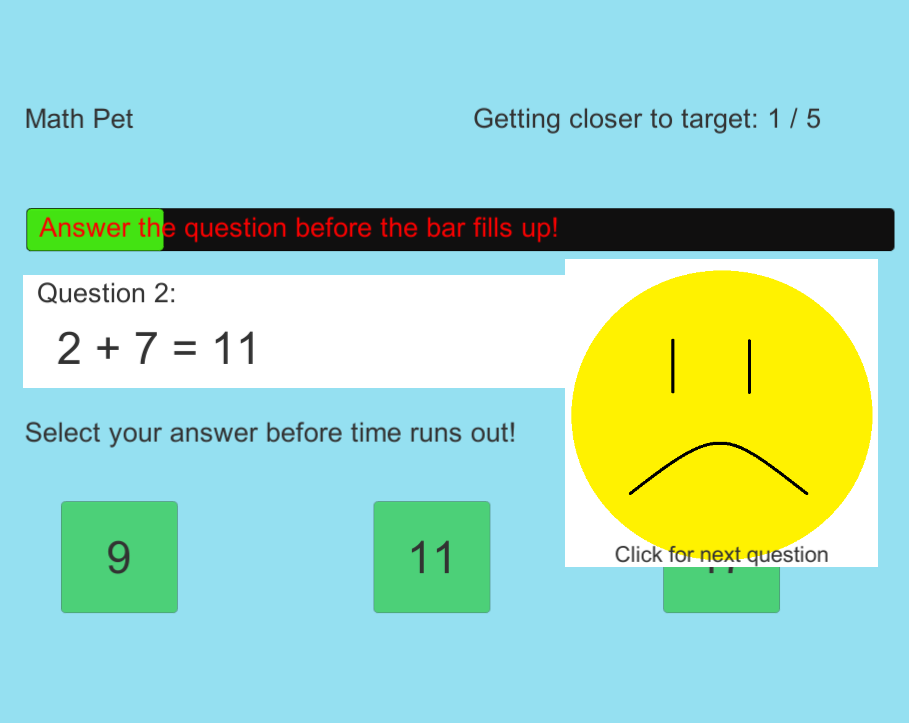 Math Pet
Getting closer to target: 1 / 5
Answer the question before the bar fills up!
Question 2:
2 + 7 = 11
Select your answer before time runs out!
9
11
Click for next question